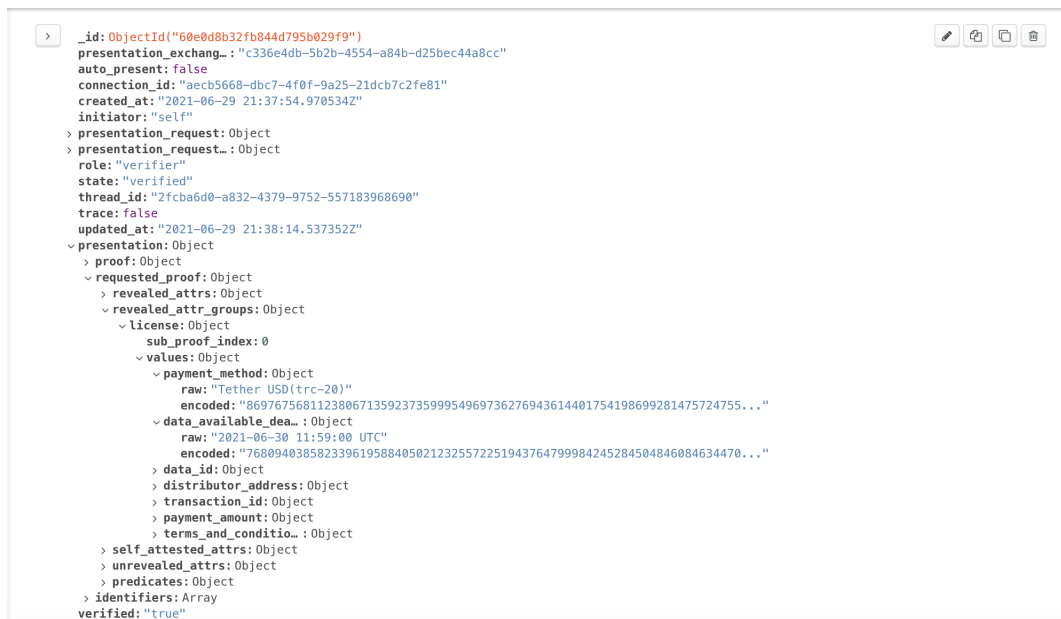 _id: ObjectId("60e0d8b32fb844d795b029f9")
presentation_exchang… : "c336e4db-5b2b-4554-a84b-d25bec44a8cc"
auto_present: false
connection_id: "aecb5668-dbc7-4f0f-9a25-21dcb7c2fe81"
created_at: "2021-06-29 21:37:54.970534Z"
initiator: "self"
presentation_request: Object
presentation_request… : Object
role: "verifier"
state: "verified"
thread_id: "2fcba6d0-a832-4379-9752-557183968690"
trace: false
updated_at: "2021-06-29 21:38:14.537352Z"
presentation: Object
proof: Object
requested_proof: Object
revealed_attrs: Object
revealed_attr_groups: Object
license: Object
sub_proof_index: 0
values: Object
payment_method: Object
raw: "Tether USD(trc-20)"
encoded: "8697675681123806713592373599954969736276943614401754198699281475724755..."
data_available_dea… : Object
raw: "2021-06-30 11:59:00 UTC"
encoded: "76809403858233961958840502123255722519437647999842452845048460846344​70..."
data_id: Object
distributor_address: Object
transaction_id: Object
payment_amount: Object
terms_and_conditio… : Object
self_attested_attrs: Object
unrevealed_attrs: Object
predicates: Object
identifiers: Array
verified: "true"